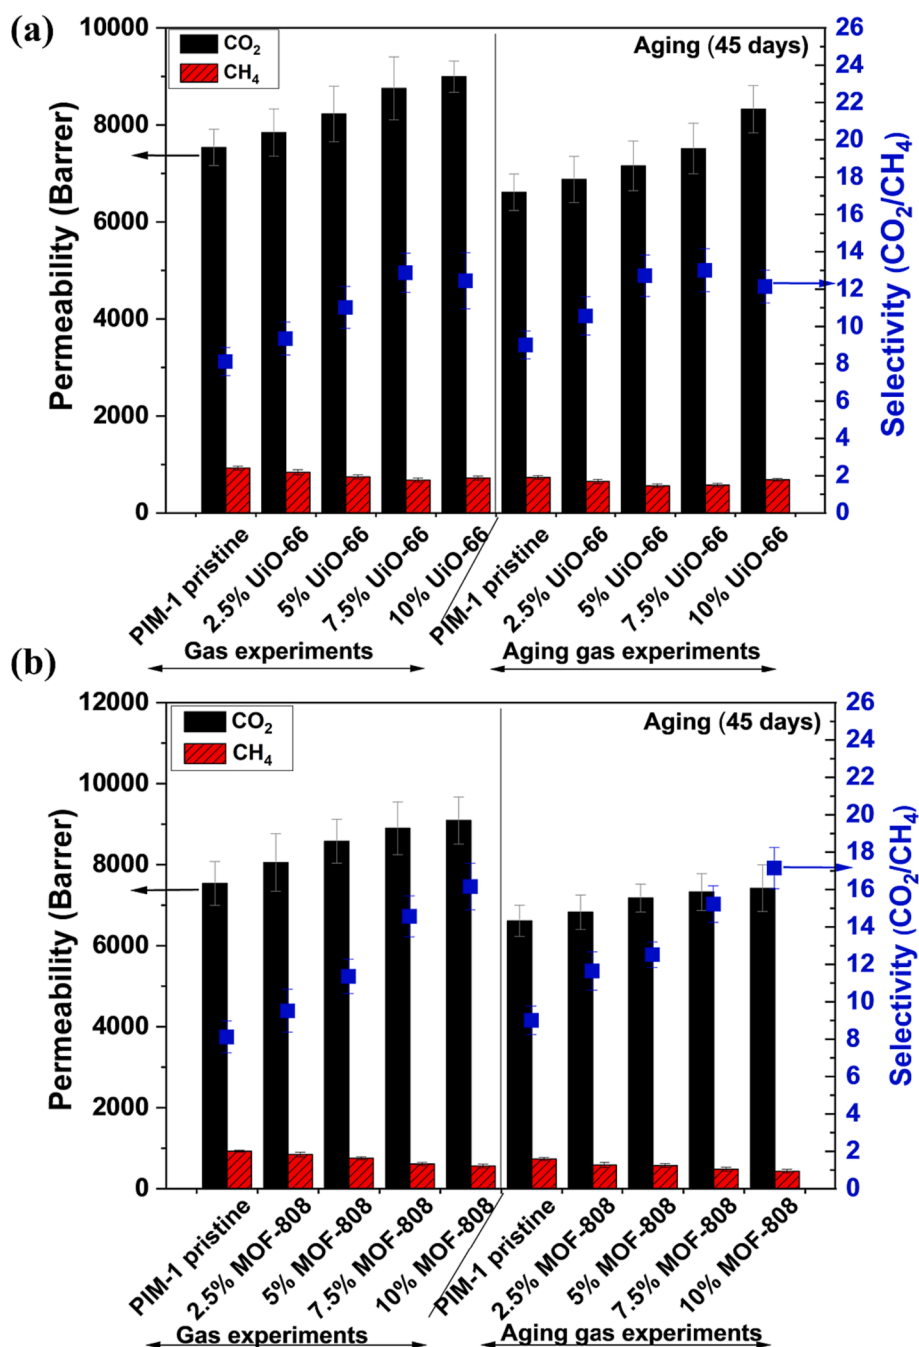 (a)
CO₂
CH₄
Aging (45 days)
Permeability (Barrer)
10000
8000
6000
4000
2000
0
Selectivity (CO₂/CH₄)
26
24
22
20
18
16
14
12
10
8
6
4
2
0
PIM-1 pristine
2.5% UiO-66
5% UiO-66
7.5% UiO-66
10% UiO-66
PIM-1 pristine
2.5% UiO-66
5% UiO-66
7.5% UiO-66
10% UiO-66
Gas experiments
Aging gas experiments
(b)
CO₂
CH₄
Aging (45 days)
Permeability (Barrer)
12000
10000
8000
6000
4000
2000
0
Selectivity (CO₂/CH₄)
26
24
22
20
18
16
14
12
10
8
6
4
2
0
PIM-1 pristine
2.5% MOF-808
5% MOF-808
7.5% MOF-808
10% MOF-808
PIM-1 pristine
2.5% MOF-808
5% MOF-808
7.5% MOF-808
10% MOF-808
Gas experiments
Aging gas experiments